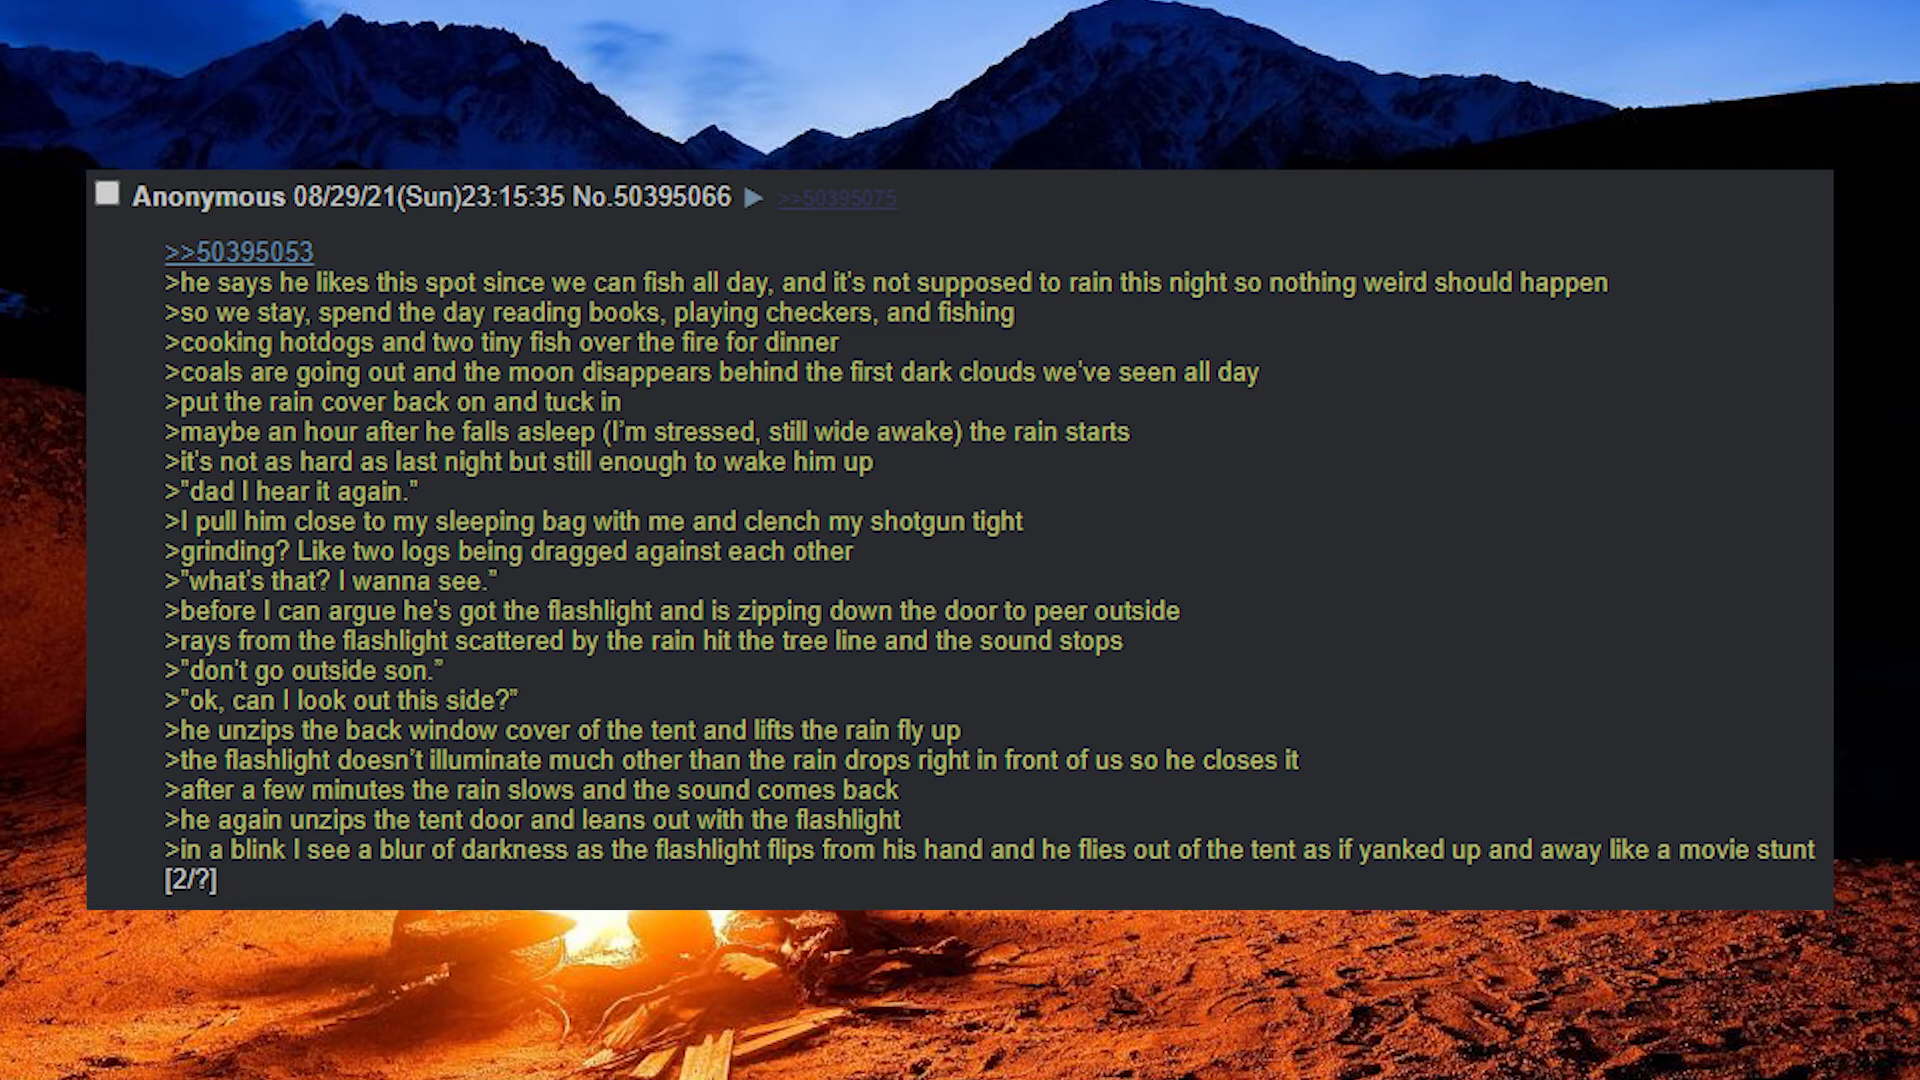 Anonymous 08/29/21(Sun)23:15:35 No.50395066 ▶ >>50395075
>>50395053
>he says he likes this spot since we can fish all day, and it's not supposed to rain this night so nothing weird should happen
>so we stay, spend the day reading books, playing checkers, and fishing
>cooking hotdogs and two tiny fish over the fire for dinner
>coals are going out and the moon disappears behind the first dark clouds we've seen all day
>put the rain cover back on and tuck in
>maybe an hour after he falls asleep (I'm stressed, still wide awake) the rain starts
>it's not as hard as last night but still enough to wake him up
>"dad I hear it again."
>I pull him close to my sleeping bag with me and clench my shotgun tight
>grinding? Like two logs being dragged against each other
>"what's that? I wanna see."
>before I can argue he's got the flashlight and is zipping down the door to peer outside
>rays from the flashlight scattered by the rain hit the tree line and the sound stops
>"don't go outside son."
>"ok, can I look out this side?"
>he unzips the back window cover of the tent and lifts the rain fly up
>the flashlight doesn't illuminate much other than the rain drops right in front of us so he closes it
>after a few minutes the rain slows and the sound comes back
>he again unzips the tent door and leans out with the flashlight
>in a blink I see a blur of darkness as the flashlight flips from his hand and he flies out of the tent as if yanked up and away like a movie stunt
[2/?]